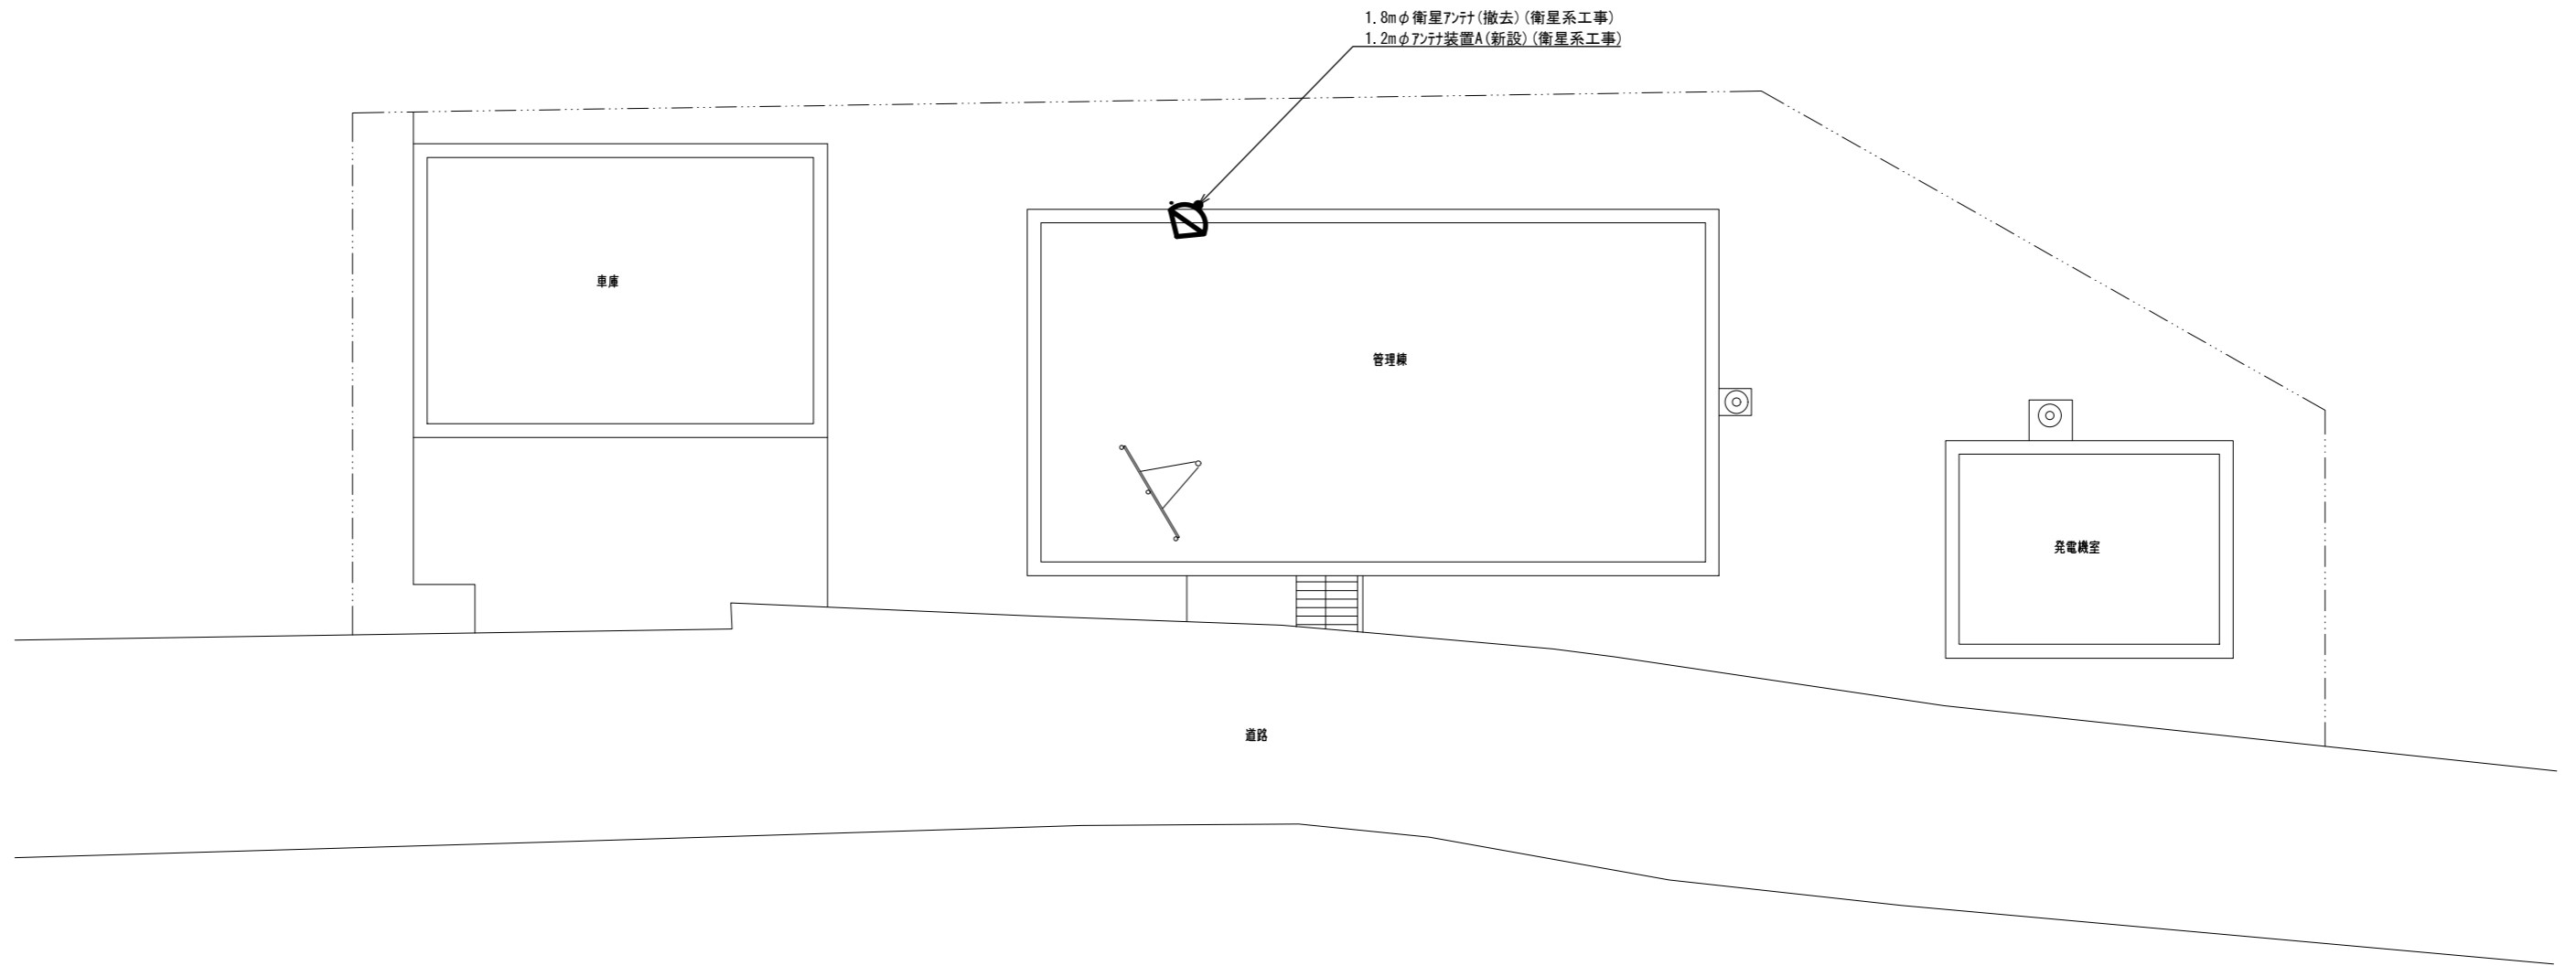 1.8mφ衛星ｱﾝﾃﾅ(撤去)(衛星系工事)
1.2mφｱﾝﾃﾅ装置A(新設)(衛星系工事)
車庫
管理棟
発電機室
道路